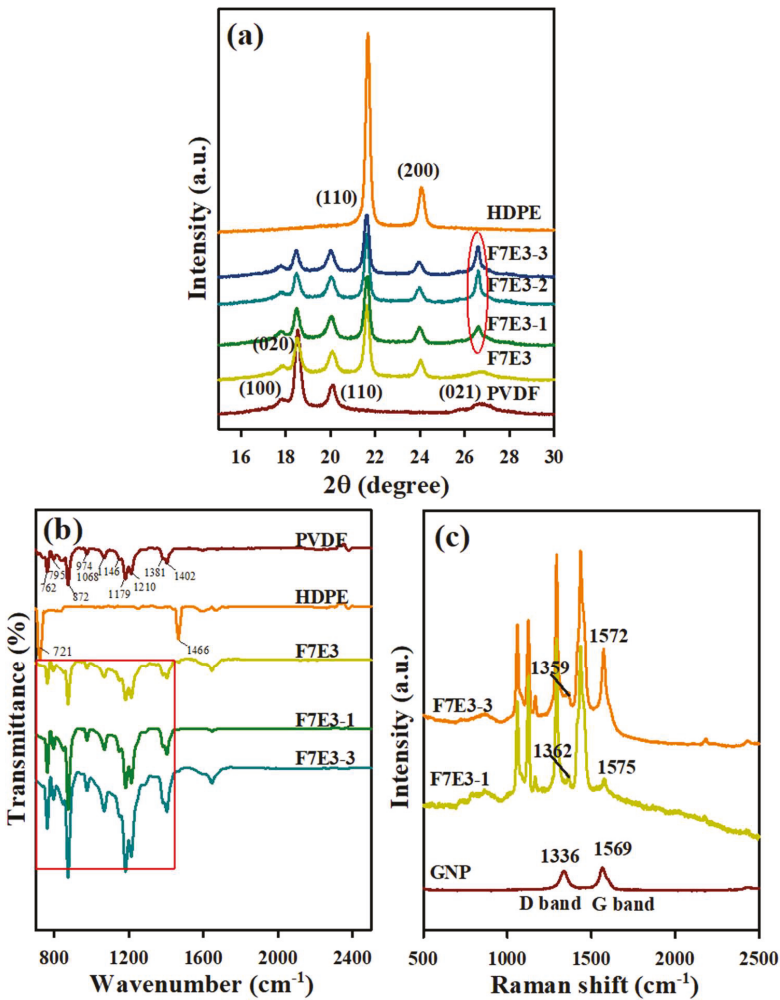 (a)
(200)
(110)
HDPE
F7E3-3
F7E3-2
F7E3-1
(020)
F7E3
(100)
(110)
(021)
PVDF
Intensity (a.u.)
16 18 20 22 24 26 28 30
2θ (degree)
(b)
PVDF
974
1146
1381
795
1068
1402
762
1210
872
1179
HDPE
721
1466
F7E3
F7E3-1
F7E3-3
Transmittance (%)
800 1200 1600 2000 2400
Wavenumber (cm-1)
(c)
1572
1359
F7E3-3
1362
1575
F7E3-1
1336
1569
GNP
D band
G band
Intensity (a.u.)
500 1000 1500 2000 2500
Raman shift (cm-1)